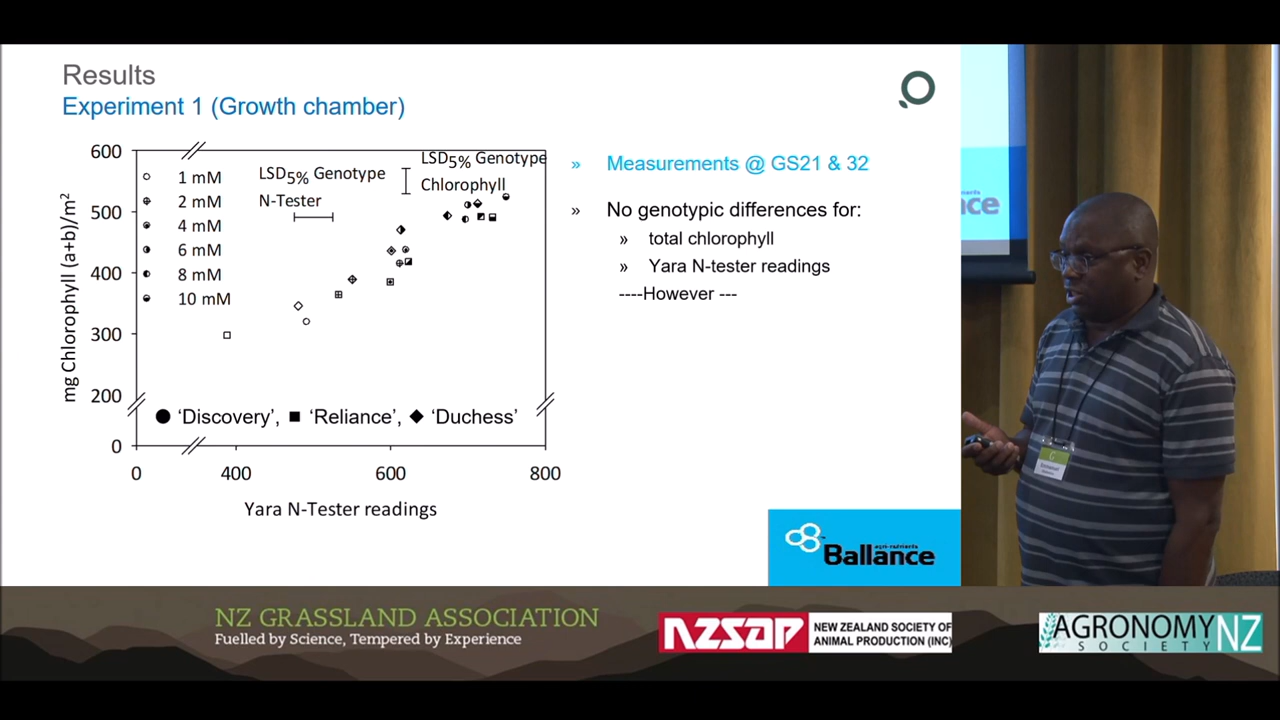 Results
Experiment 1 (Growth chamber)
600
500
400
300
200
0
mg Chlorophyll (a+b)/m²
1 mM
2 mM
4 mM
6 mM
8 mM
10 mM
LSD5% Genotype
N-Tester
LSD5% Genotype
Chlorophyll
'Discovery', 'Reliance', 'Duchess'
0 400 600 800
Yara N-Tester readings
» Measurements @ GS21 & 32
» No genotypic differences for:
» total chlorophyll
» Yara N-tester readings
----However ---
agri-nutrients
Ballance
Emmanuel
NZ GRASSLAND ASSOCIATION
Fuelled by Science, Tempered by Experience
NZSAP
NEW ZEALAND SOCIETY OF
ANIMAL PRODUCTION (INC)
AGRONOMY NZ
SOCIETY